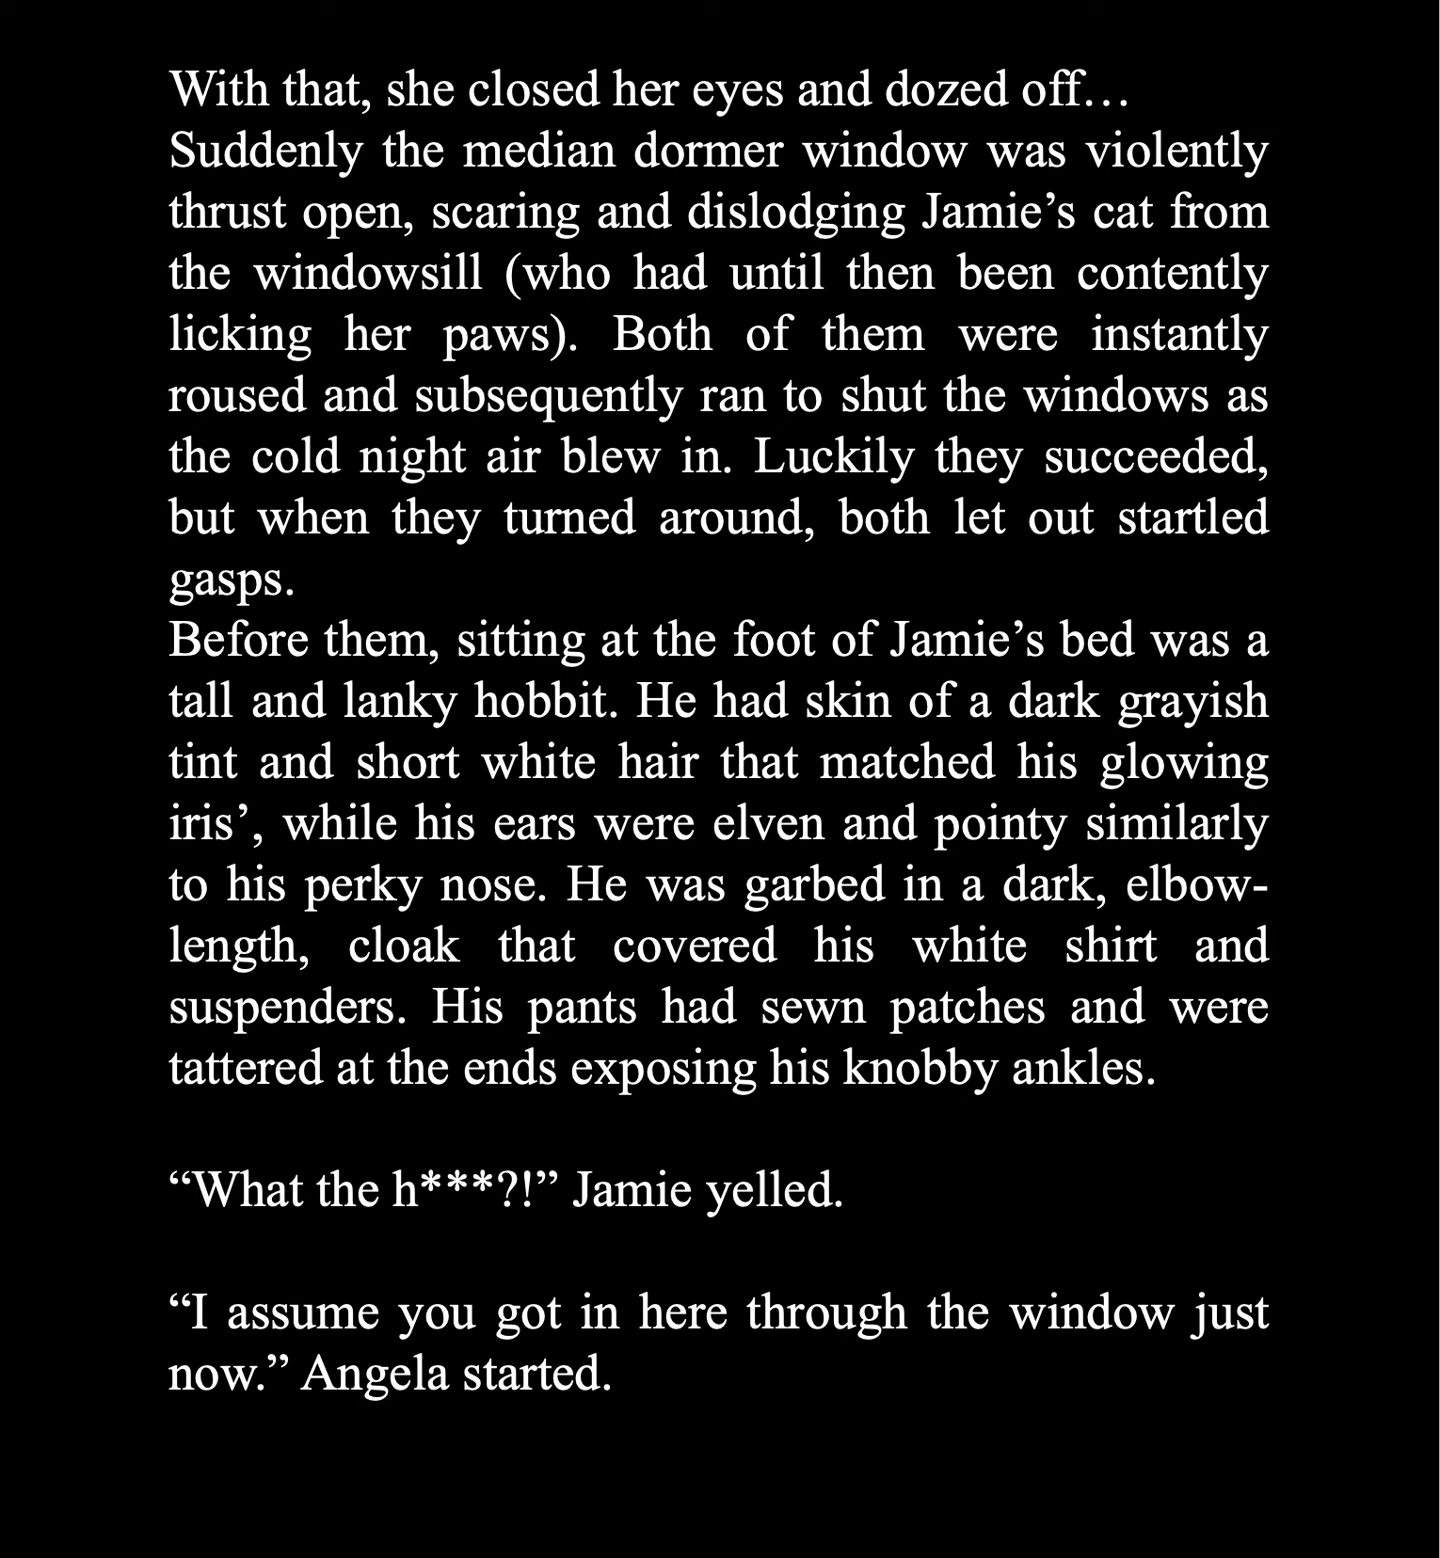 With that, she closed her eyes and dozed off…
Suddenly the median dormer window was violently
thrust open, scaring and dislodging Jamie’s cat from
the windowsill (who had until then been contently
licking her paws). Both of them were instantly
roused and subsequently ran to shut the windows as
the cold night air blew in. Luckily they succeeded,
but when they turned around, both let out startled
gasps.
Before them, sitting at the foot of Jamie’s bed was a
tall and lanky hobbit. He had skin of a dark grayish
tint and short white hair that matched his glowing
iris’, while his ears were elven and pointy similarly
to his perky nose. He was garbed in a dark, elbow-
length, cloak that covered his white shirt and
suspenders. His pants had sewn patches and were
tattered at the ends exposing his knobby ankles.
“What the h***?!” Jamie yelled.
“I assume you got in here through the window just
now.” Angela started.